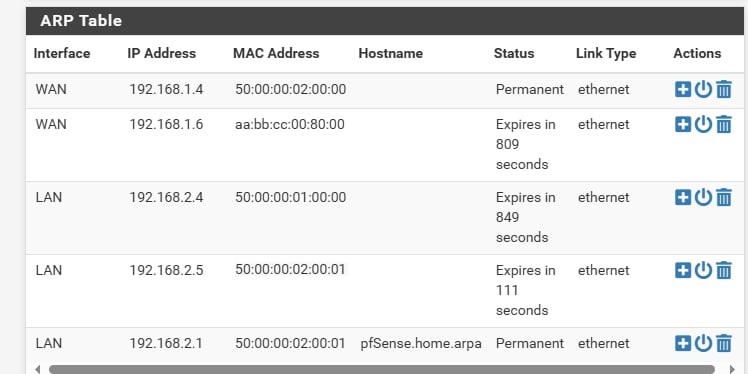 ARP Table
Interface IP Address MAC Address Hostname Status Link Type Actions
WAN 192.168.1.4 50:00:00:02:00:00 Permanent ethernet
WAN 192.168.1.6 aa:bb:cc:00:80:00 Expires in ethernet
809
seconds
LAN 192.168.2.4 50:00:00:01:00:00 Expires in ethernet
849
seconds
LAN 192.168.2.5 50:00:00:02:00:01 Expires in ethernet
111
seconds
LAN 192.168.2.1 50:00:00:02:00:01 pfSense.home.arpa Permanent ethernet